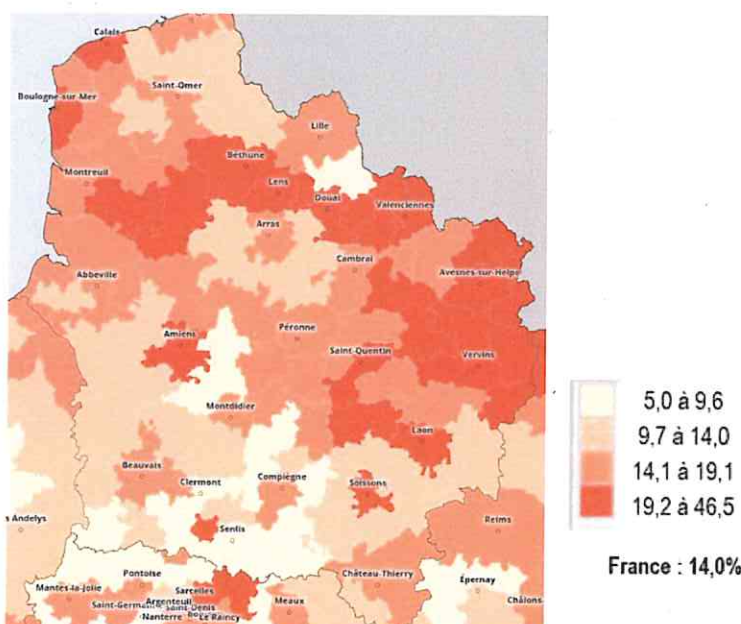 Calais
Saint-Omer
Boulogne-sur-Mer
Lille
Béthune
Montreuil
Lens
Douai
Valenciennes
Arras
Cambrai
Avesnes-sur-Helpe
Abbeville
Amiens
Péronne
Saint-Quentin
Vervins
Montdidier
Laon
Beauvais
Clermont
Compiègne
Soissons
s Andelys
Senlis
Reims
Pontoise
Château-Thierry
Épernay
Mantes-la-Jolie
Sarcelles
Argenteuil
Meaux
Saint-Germain
Saint-Denis
Châlons
Nanterre
Le Raincy
5,0 à 9,6
9,7 à 14,0
14,1 à 19,1
19,2 à 46,5
France : 14,0%